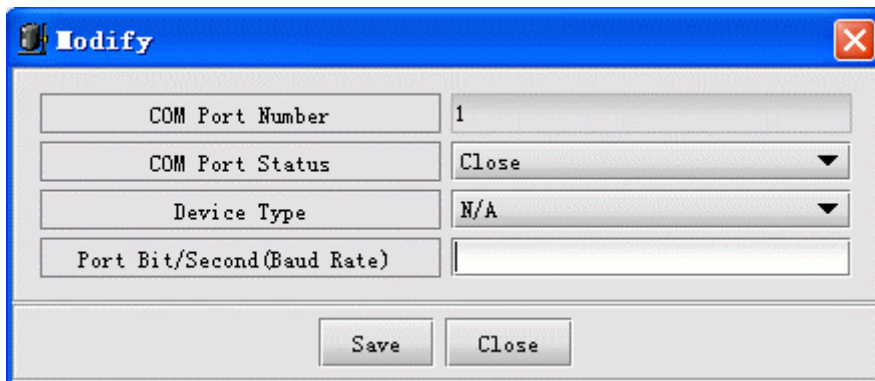 Modify
COM Port Number 1
COM Port Status Close
Device Type N/A
Port Bit/Second(Baud Rate)
Save Close